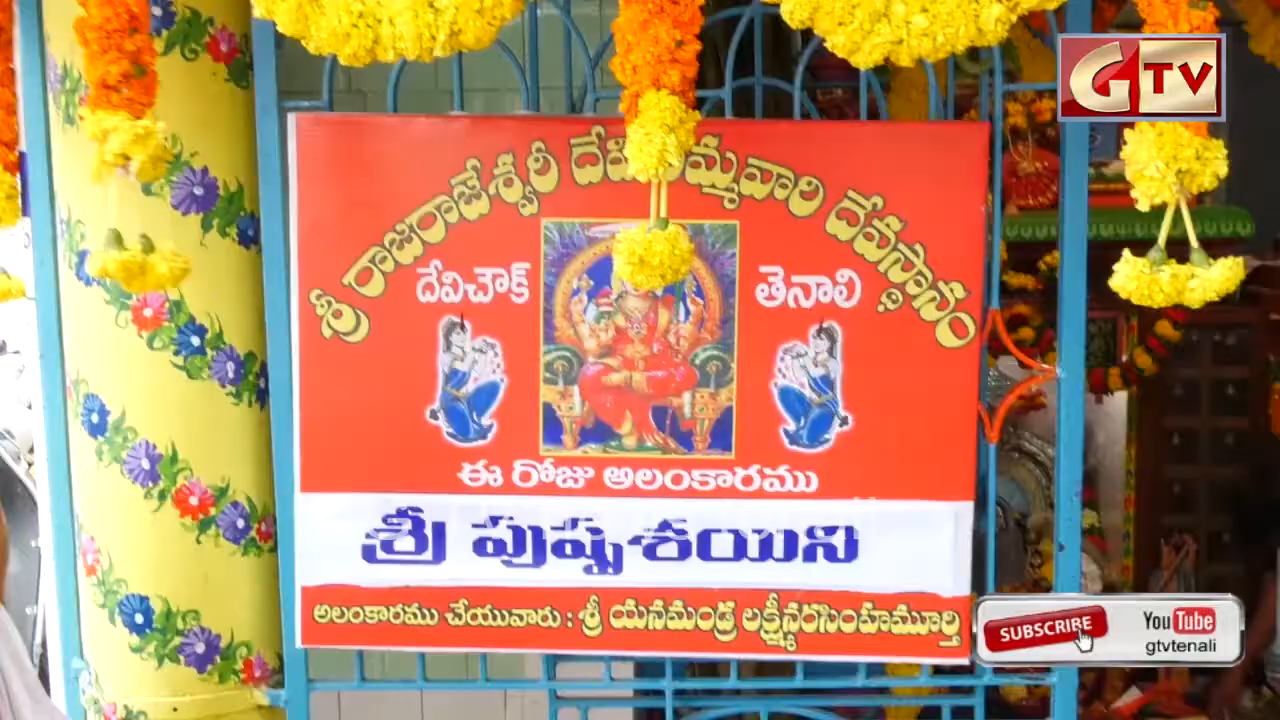 GTV
శ్రీ రాజరాజేశ్వరీ దేవి అమ్మవారి దేవస్థానం
దేవిచౌక్ తెనాలి
ఈ రోజు అలంకారము
శ్రీ పుష్పశయిని
అలంకారము చేయువారు : శ్రీ యనమండ్ర లక్ష్మీనరసింహమూర్తి
SUBSCRIBE
YouTube
gtvtenali